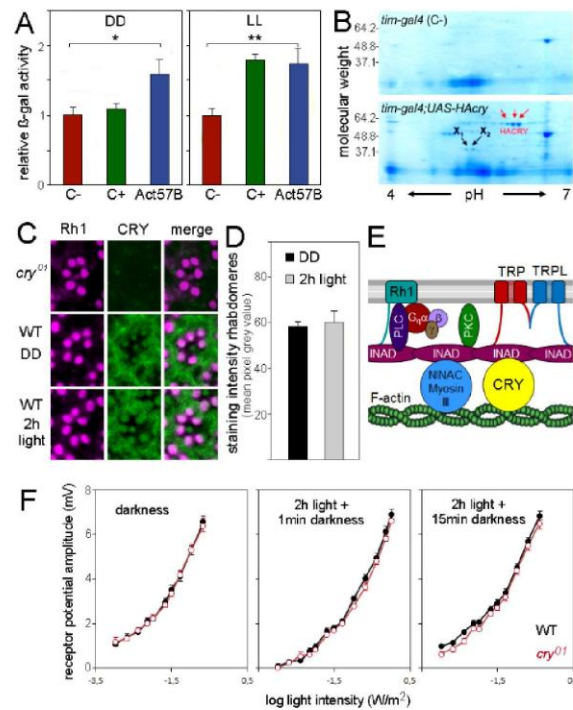 A
DD
LL
relative ß-gal activity
2
1
0
*
**
C- C+ Act57B
C- C+ Act57B
B
tim-gal4 (C-)
64.2
48.8
37.1
tim-gal4;UAS-HAcry
64.2
48.8
37.1
X₁ X₂
HACRY
molecular weight
4 pH 7
C
Rh1 CRY merge
cry⁰¹
WT
DD
WT
2h
light
D
DD
2h light
staining intensity rhabdomeres
(mean pixel grey value)
80
60
40
20
E
TRP TRPL
Rh1
PLC
Gqα
β
γ
PKC
INAD INAD INAD
NINAC
Myosin
III
CRY
F-actin
F
receptor potential amplitude (mV)
8
6
4
2
0
darkness
2h light +
1min darkness
2h light +
15min darkness
WT
cry⁰¹
-3,5 -1,5 0,5
-3,5 -1,5 0,5
-3,5 -1,5 0,5
log light intensity (W/m²)